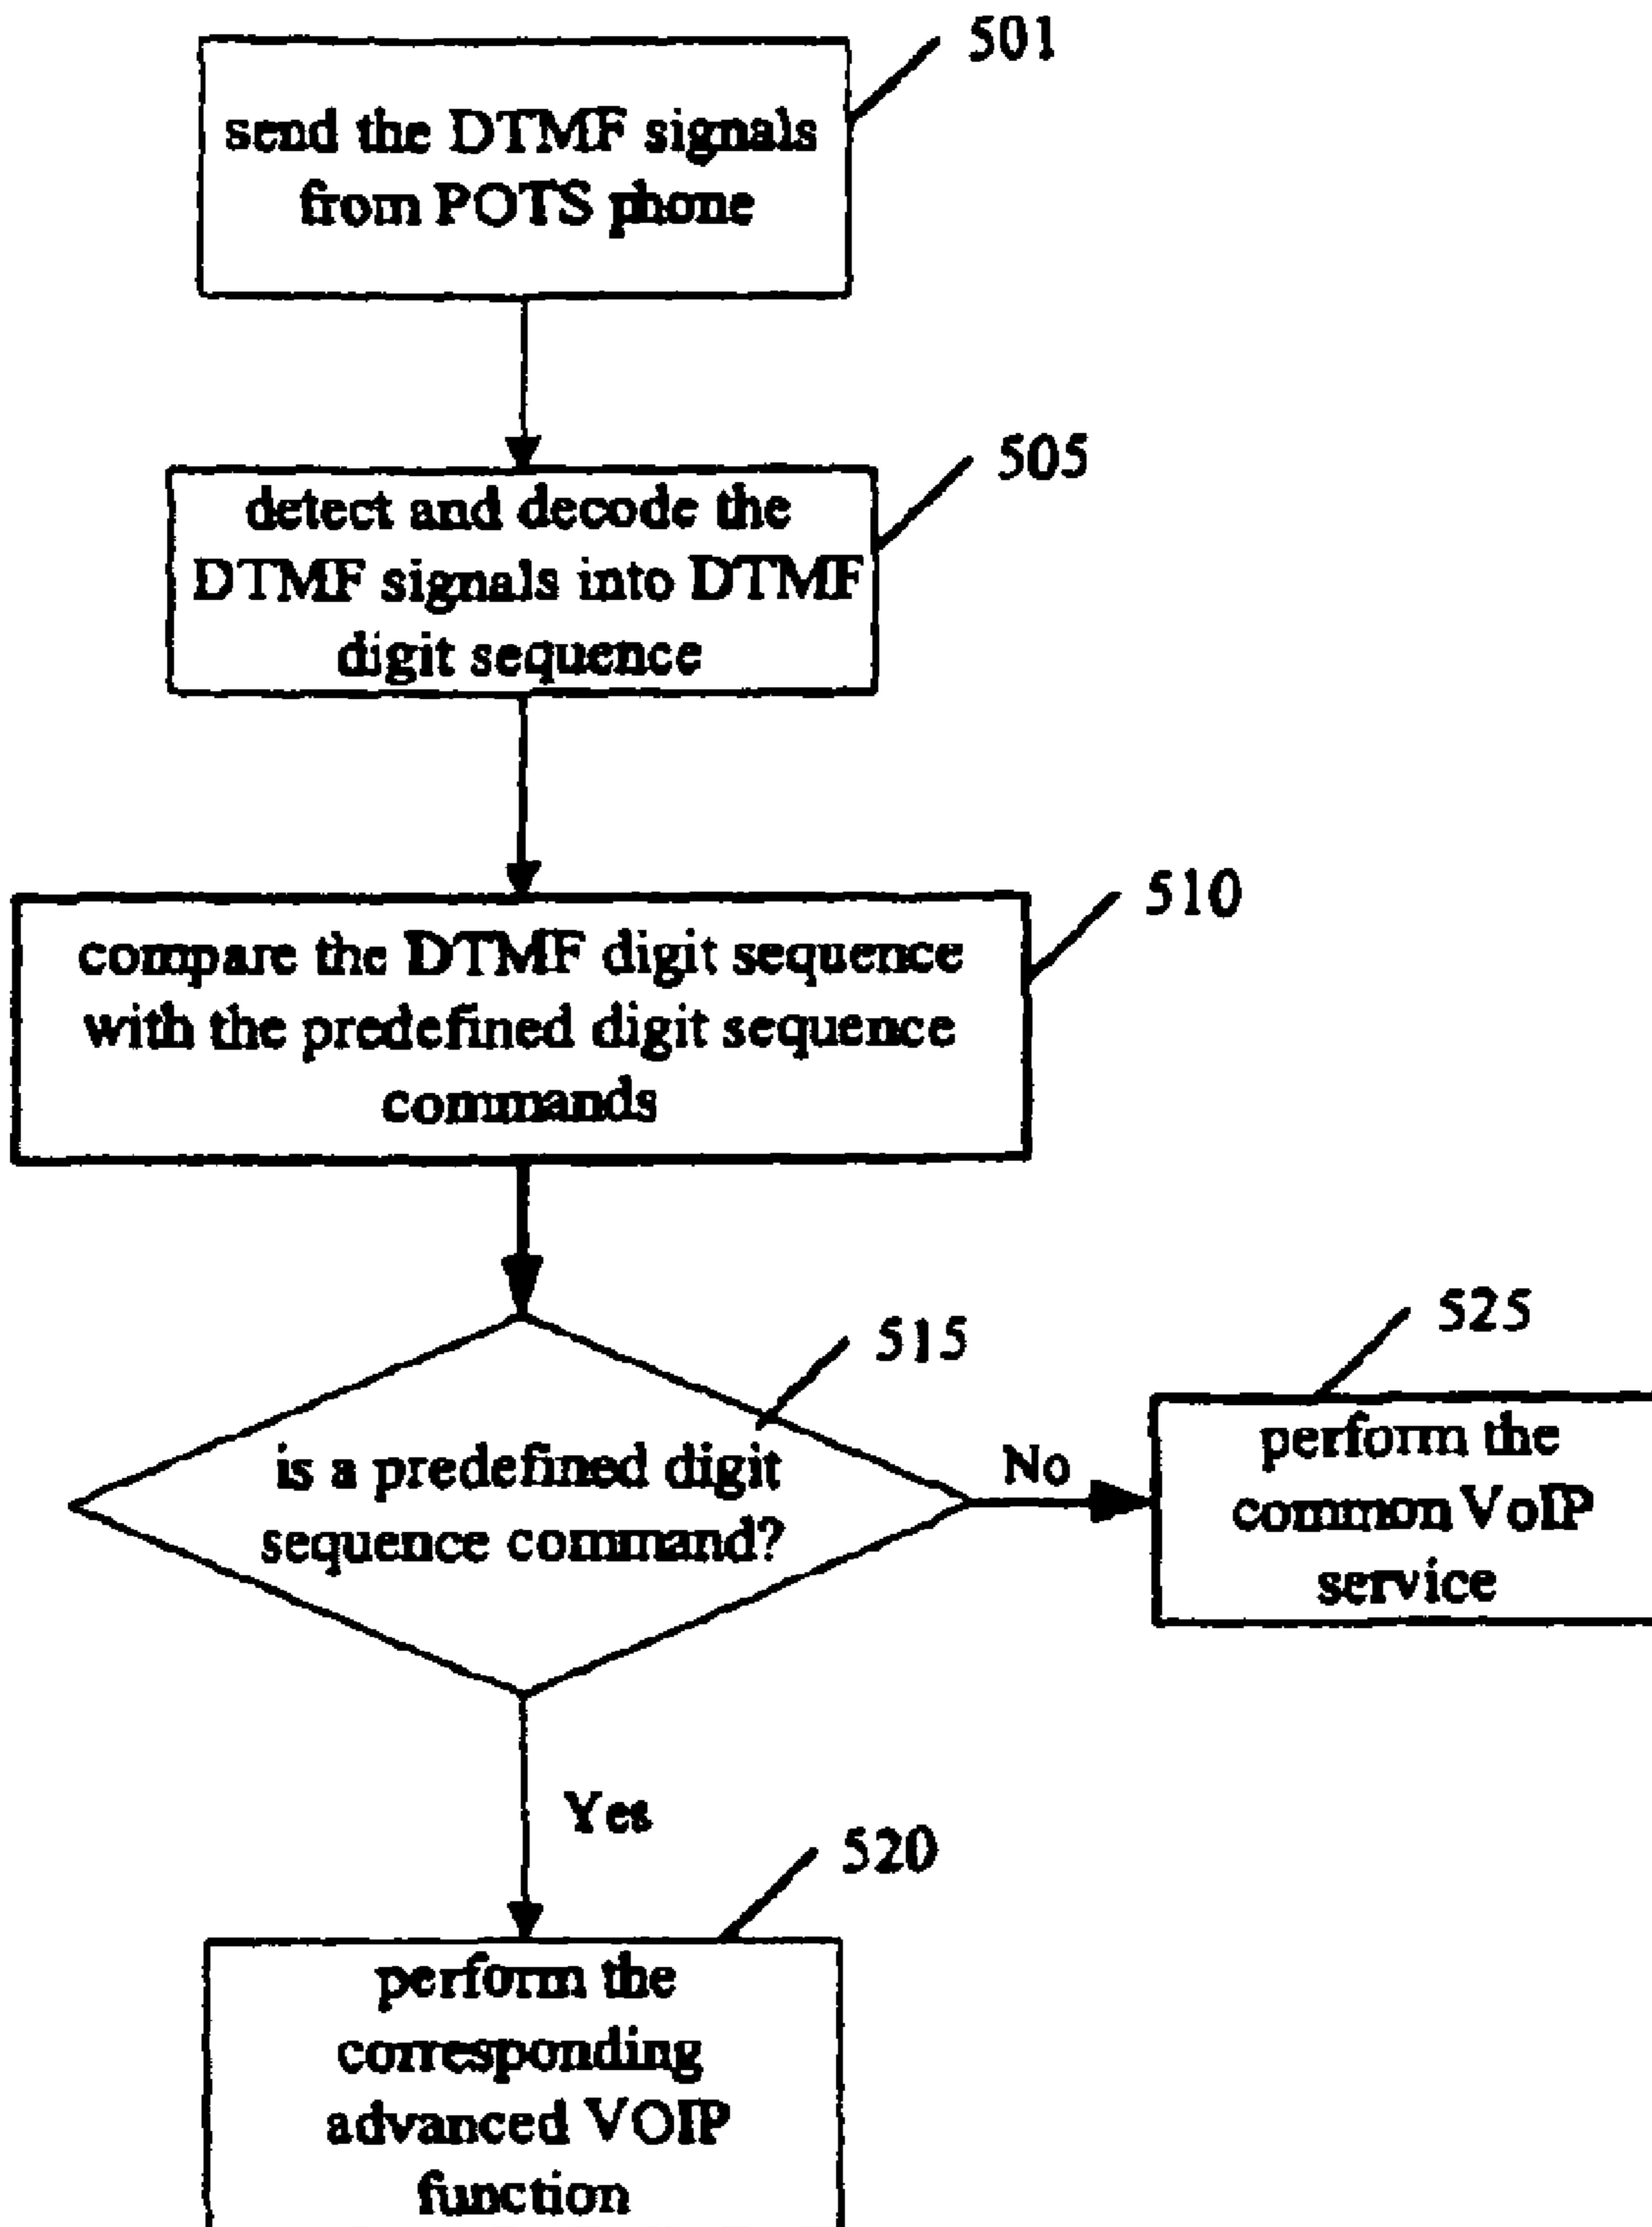 501
send the DTMF signals
from POTS phone
505
detect and decode the
DTMF signals into DTMF
digit sequence
510
compare the DTMF digit sequence
with the predefined digit sequence
commands
515
is a predefined digit
sequence command?
No
525
perform the
common VoIP
service
Yes
520
perform the
corresponding
advanced VOIP
function